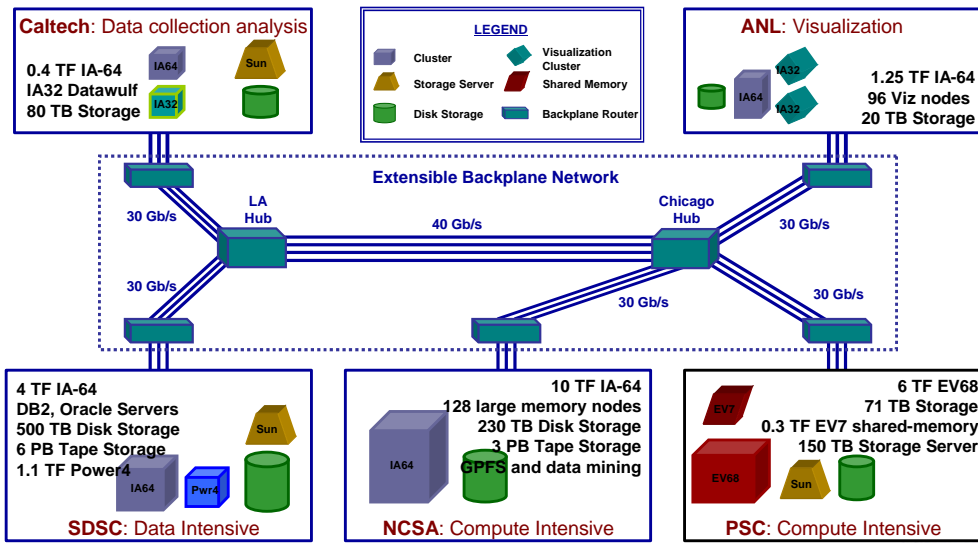 Caltech: Data collection analysis
0.4 TF IA-64
IA32 Datawulf
80 TB Storage
IA64
IA32
Sun
LEGEND
Cluster
Visualization
Cluster
Storage Server
Shared Memory
Disk Storage
Backplane Router
ANL: Visualization
IA64
IA32
IA32
1.25 TF IA-64
96 Viz nodes
20 TB Storage
Extensible Backplane Network
30 Gb/s
LA
Hub
40 Gb/s
Chicago
Hub
30 Gb/s
30 Gb/s
30 Gb/s
30 Gb/s
4 TF IA-64
DB2, Oracle Servers
500 TB Disk Storage
6 PB Tape Storage
1.1 TF Power4
Sun
IA64
Pwr4
SDSC: Data Intensive
10 TF IA-64
128 large memory nodes
230 TB Disk Storage
3 PB Tape Storage
GPFS and data mining
IA64
NCSA: Compute Intensive
6 TF EV68
71 TB Storage
0.3 TF EV7 shared-memory
150 TB Storage Server
EV7
EV68
Sun
PSC: Compute Intensive